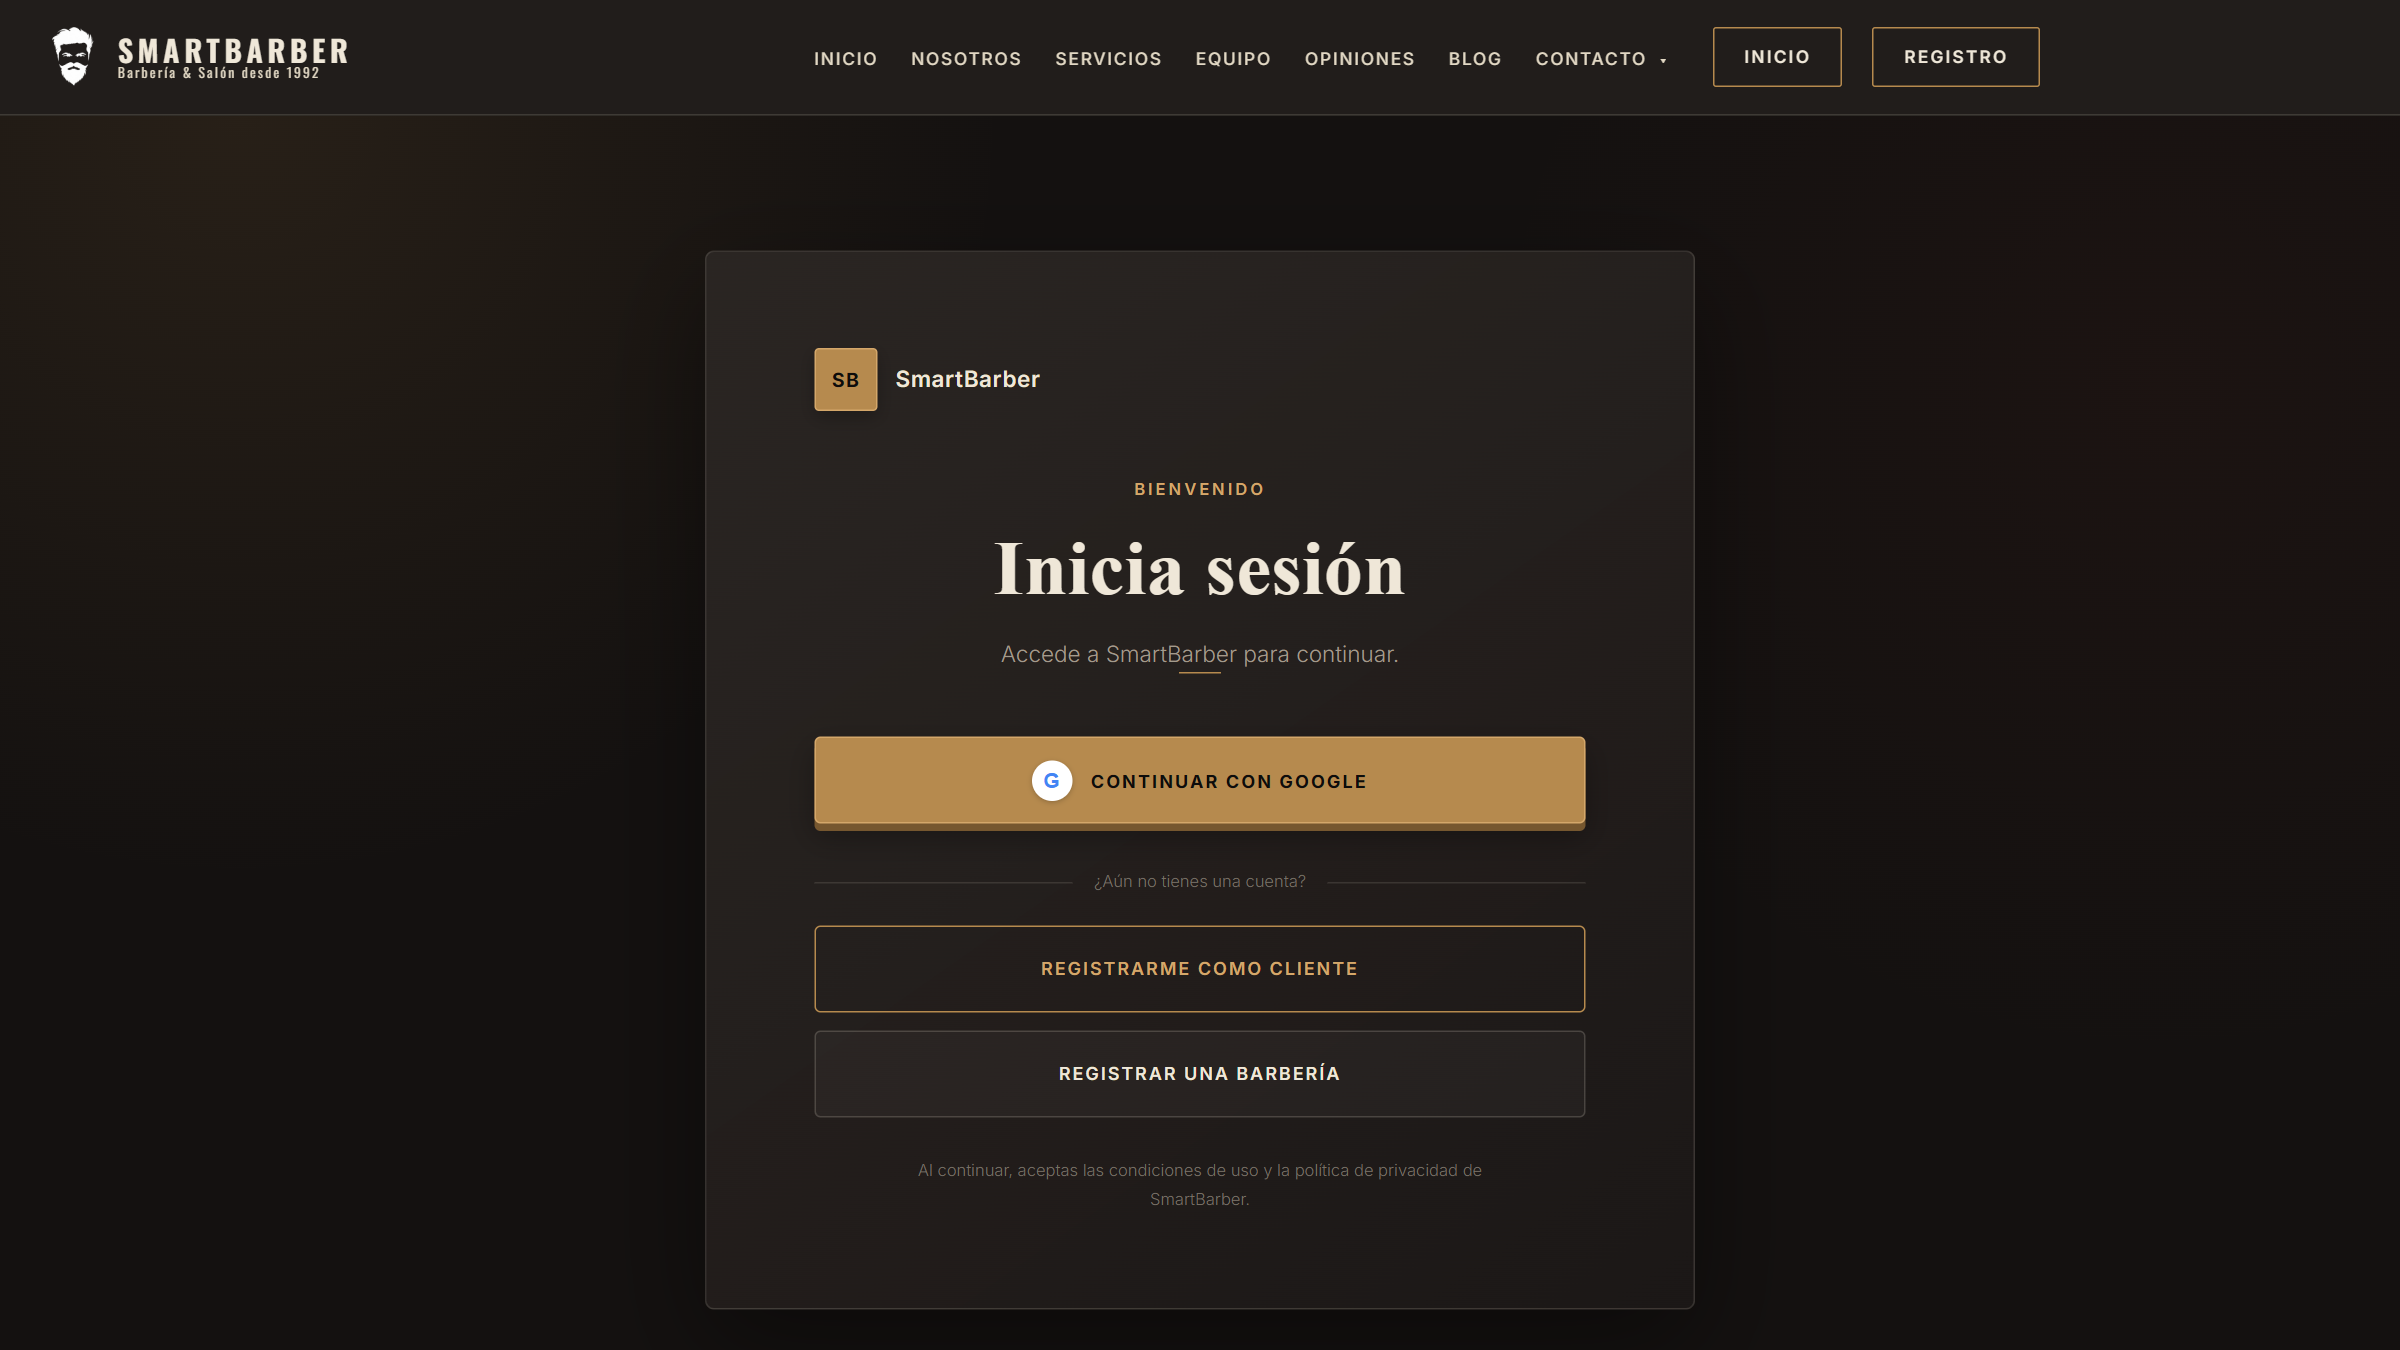 SMARTBARBER
Barbería & Salón desde 1992
INICIO NOSOTROS SERVICIOS EQUIPO OPINIONES BLOG CONTACTO INICIO REGISTRO
SB SmartBarber
BIENVENIDO
Inicia sesión
Accede a SmartBarber para continuar.
G CONTINUAR CON GOOGLE
¿Aún no tienes una cuenta?
REGISTRARME COMO CLIENTE
REGISTRAR UNA BARBERÍA
Al continuar, aceptas las condiciones de uso y la política de privacidad de
SmartBarber.